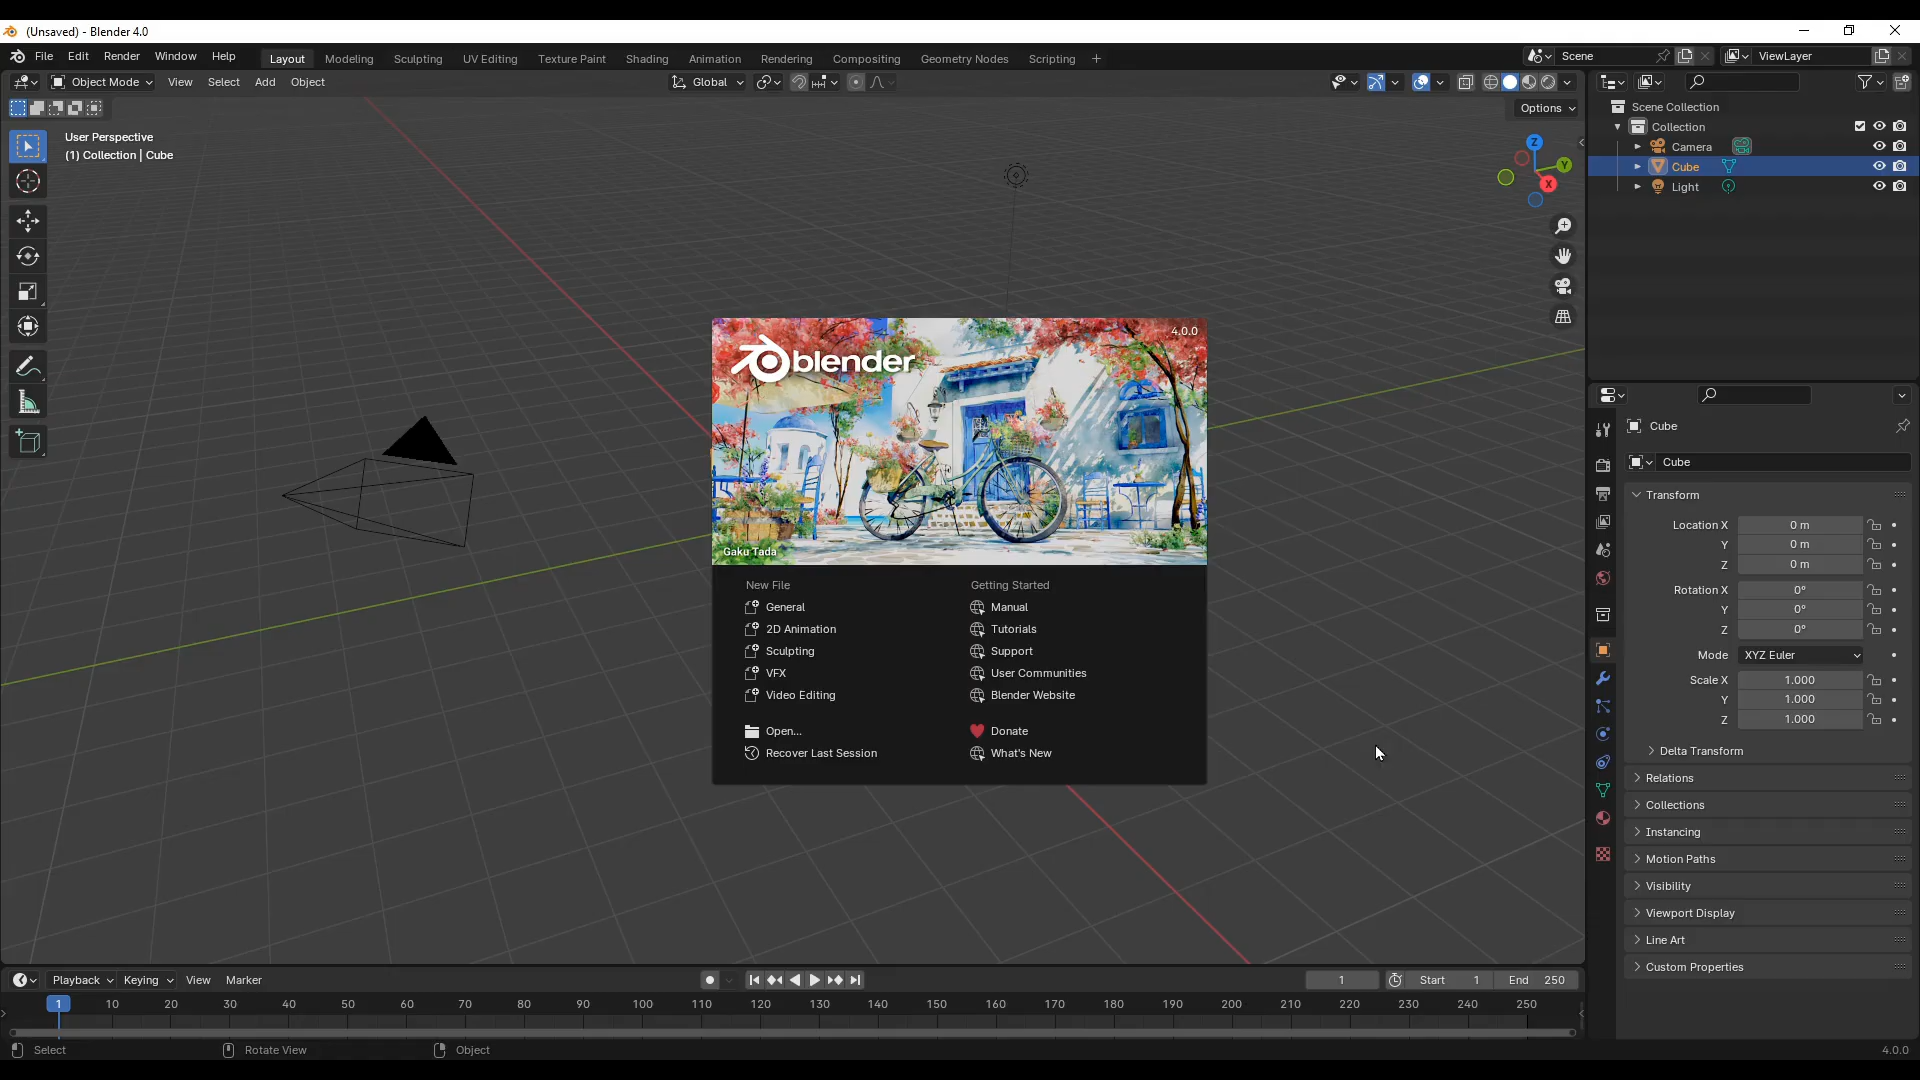 (Unsaved) - Blender 4.0
File Edit Render Window Help Layout Modeling Sculpting UV Editing Texture Paint Shading Animation Rendering Compositing Geometry Nodes Scripting + Scene ViewLayer
Object Mode View Select Add Object Global
Options
User Perspective
(1) Collection | Cube
Z
Y
X
Scene Collection
Collection
Camera
Cube
Light
4.0.0
blender
Gaku Tada
New File
General
2D Animation
Sculpting
VFX
Video Editing
Open...
Recover Last Session
Getting Started
Manual
Tutorials
Support
User Communities
Blender Website
Donate
What's New
Cube
Cube
Transform
Location X 0 m
Y 0 m
Z 0 m
Rotation X 0°
Y 0°
Z 0°
Mode XYZ Euler
Scale X 1.000
Y 1.000
Z 1.000
Delta Transform
Relations
Collections
Instancing
Motion Paths
Visibility
Viewport Display
Line Art
Custom Properties
Playback Keying View Marker 1 Start 1 End 250
1 10 20 30 40 50 60 70 80 90 100 110 120 130 140 150 160 170 180 190 200 210 220 230 240 250
Select Rotate View Object 4.0.0